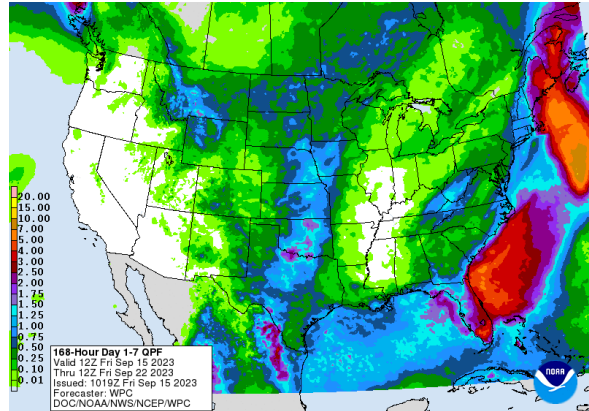 20.00
15.00
10.00
7.00
5.00
4.00
3.00
2.50
2.00
1.75
1.50
1.25
1.00
0.75
0.50
0.25
0.10
0.01
168-Hour Day 1-7 QPF
Valid 12Z Fri Sep 15 2023
Thru 12Z Fri Sep 22 2023
Issued: 1019Z Fri Sep 15 2023
Forecaster: WPC
DOC/NOAA/NWS/NCEP/WPC
NOAA